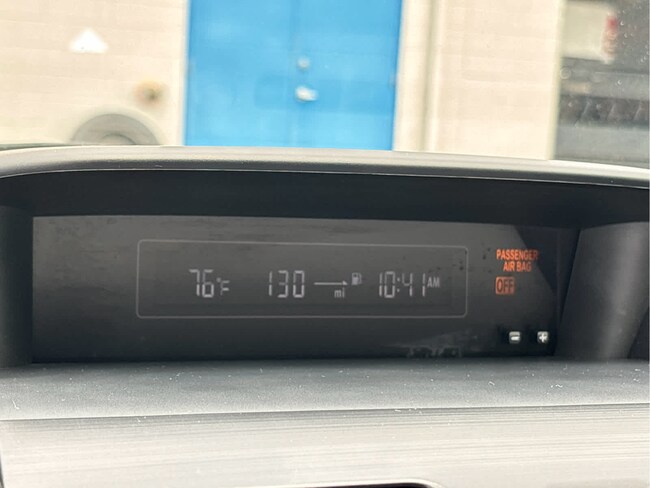 76°F 130 mi 10:41 AM
PASSENGER
AIR BAG
OFF
- +